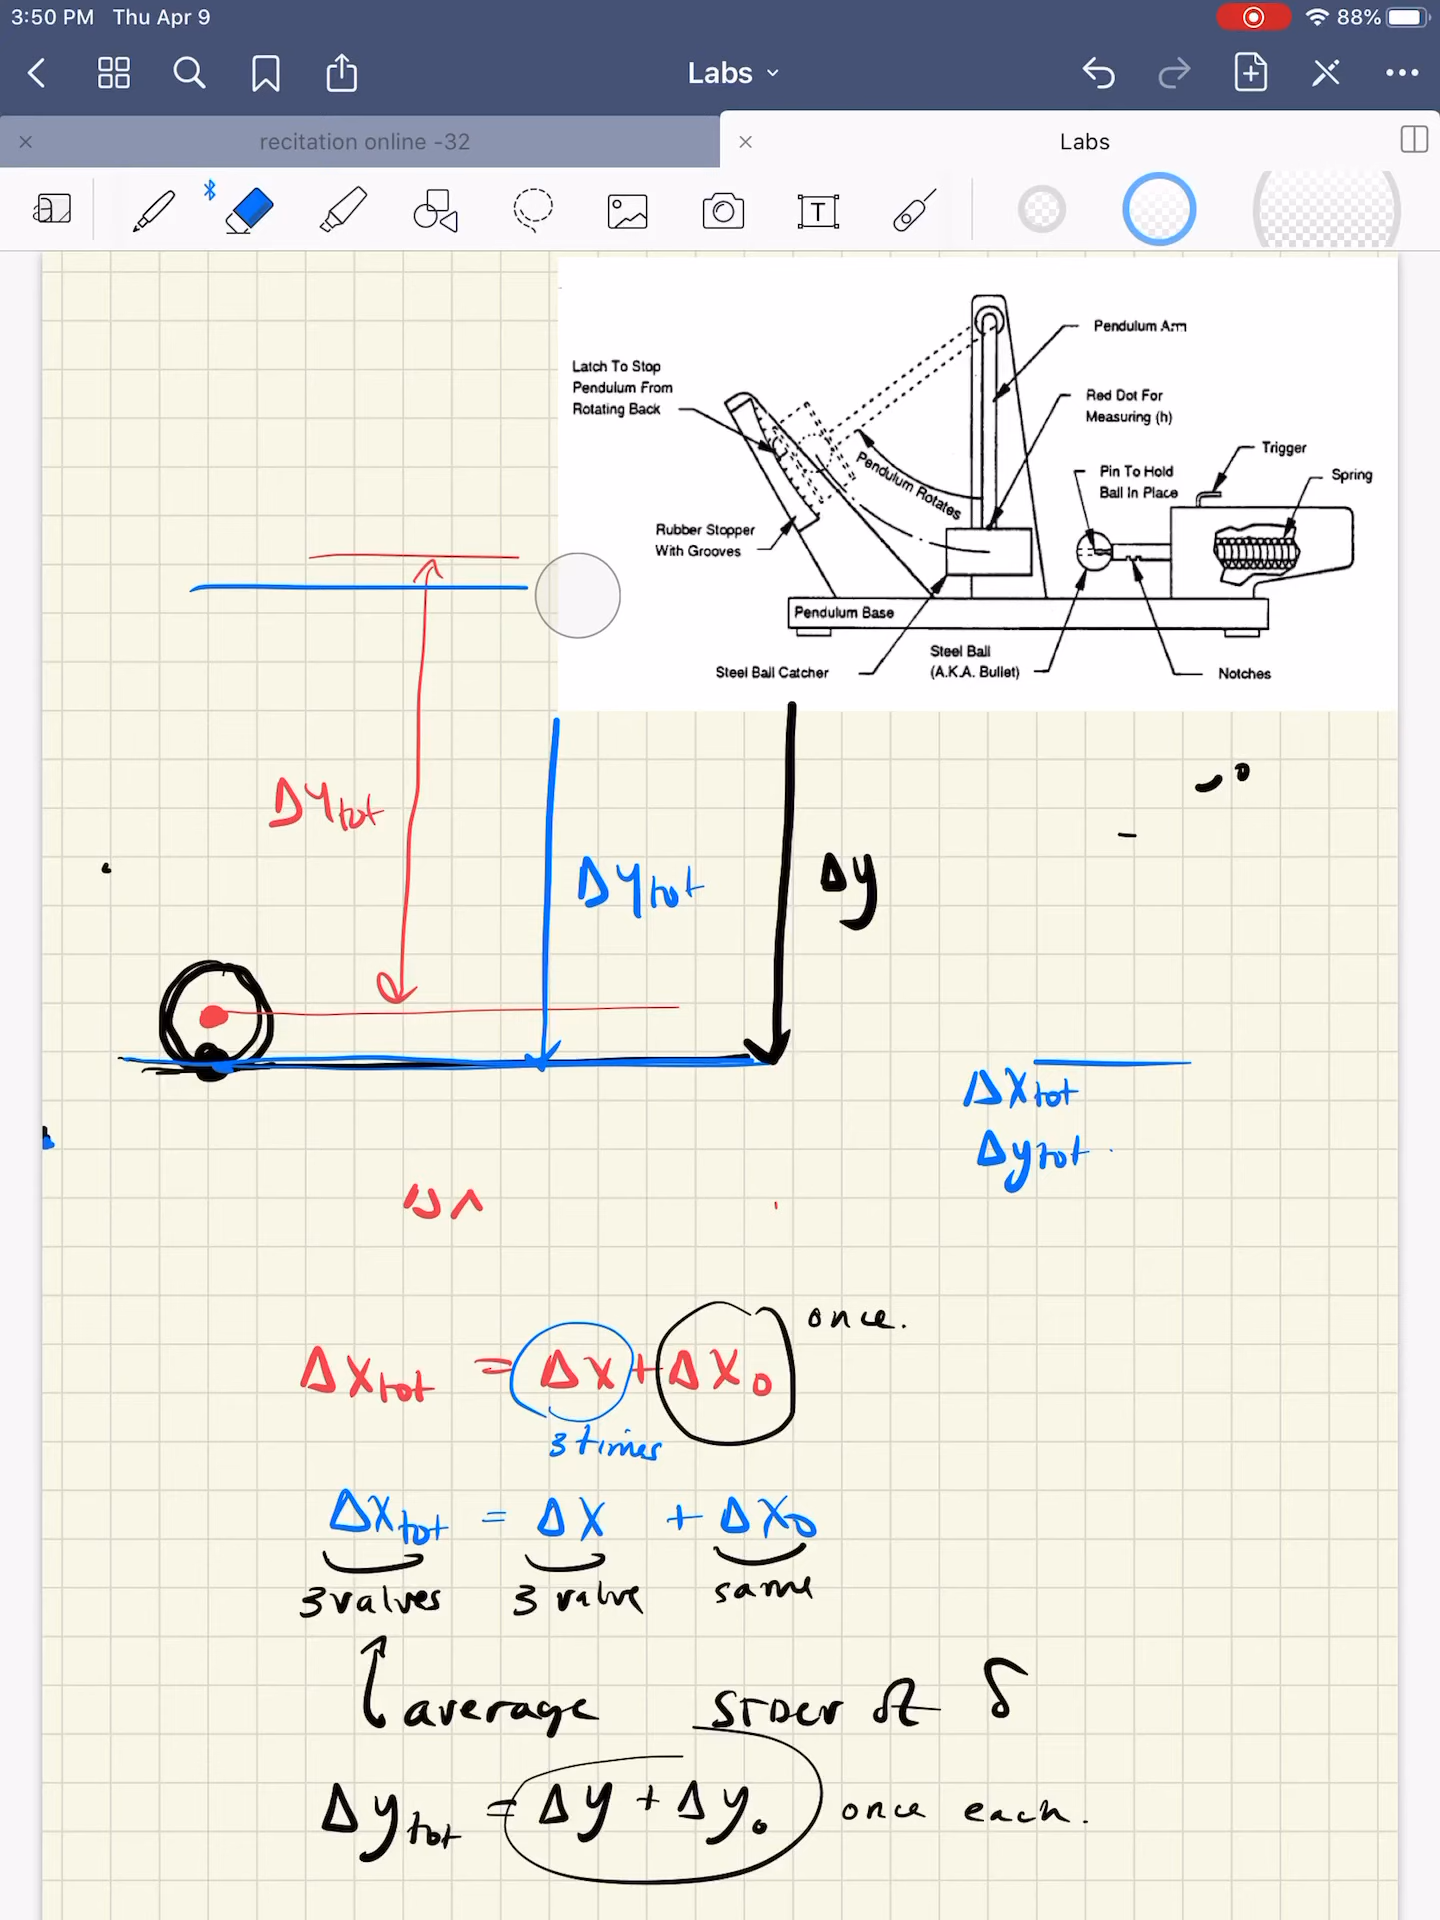 3:50 PM Thu Apr 9
88%
Labs
recitation online -32
Labs
T
Pendulum Arm
Latch To Stop
Pendulum From
Rotating Back
Red Dot For
Measuring (h)
Trigger
Pin To Hold
Ball In Place
Spring
Pendulum Rotates
Rubber Stopper
With Grooves
Pendulum Base
Steel Ball Catcher
Steel Ball
(A.K.A. Bullet)
Notches
Δytot
Δytot
Δy
Δxtot
Δytot
once.
Δxtot = Δx + Δx0
3 times
Δxtot = Δx + Δx0
3 values 3 value same
average STDev of δ
Δytot = Δy + Δy0 once each.